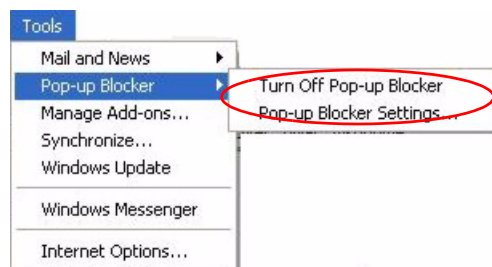 Tools
Mail and News
Pop-up Blocker
Turn Off Pop-up Blocker
Manage Add-ons...
Pop-up Blocker Settings...
Synchronize...
Windows Update
Windows Messenger
Internet Options...